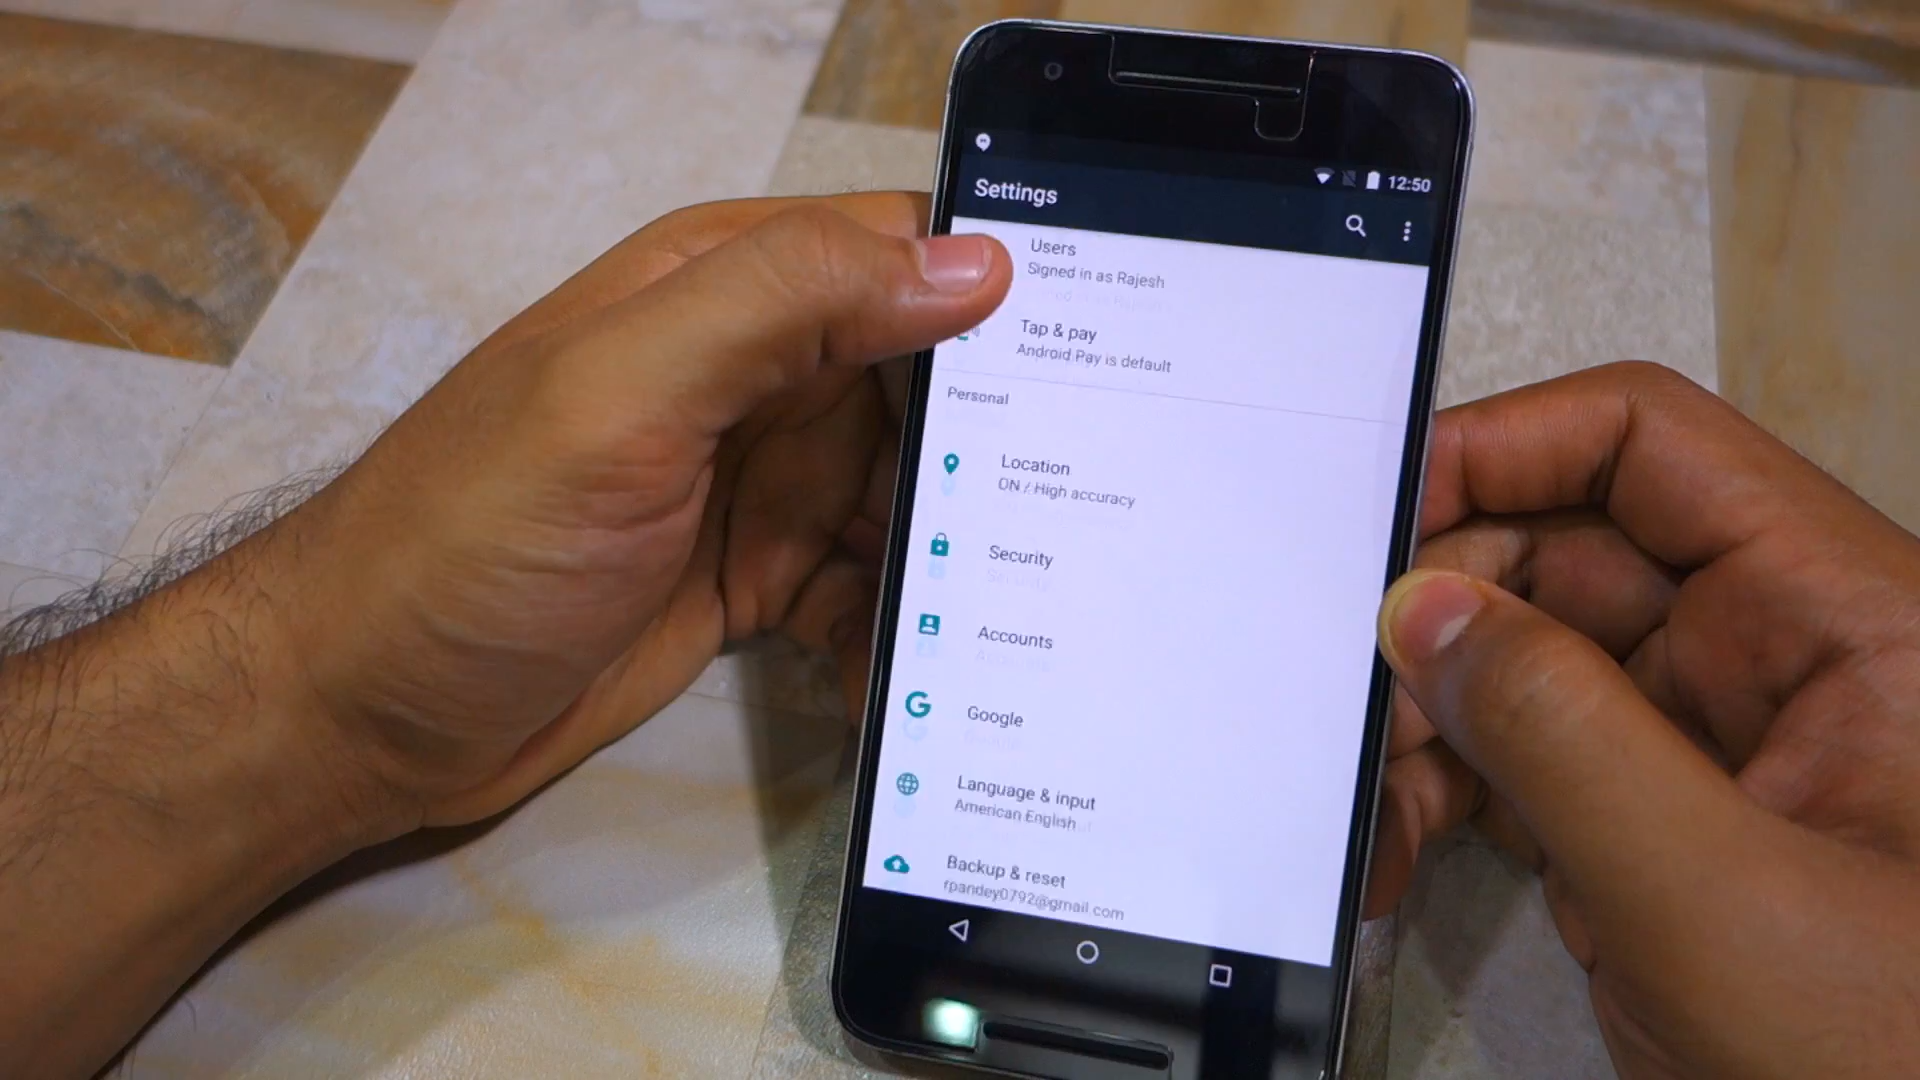 12:50
Settings
Users
Signed in as Rajesh
Tap & pay
Android Pay is default
Personal
Location
ON / High accuracy
Security
Accounts
Google
Language & input
American English
Backup & reset
rpandey0792@gmail.com